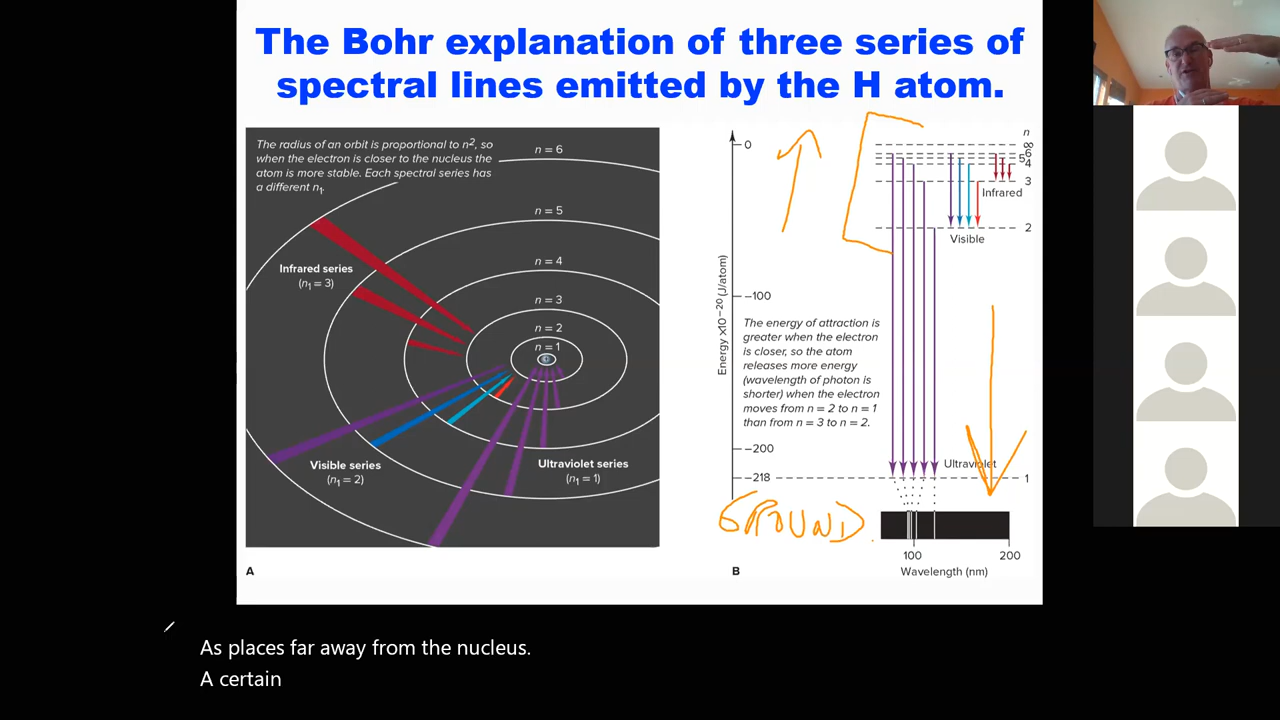 The Bohr explanation of three series of
spectral lines emitted by the H atom.
The radius of an orbit is proportional to n², so
when the electron is closer to the nucleus the
atom is more stable. Each spectral series has
a different n₁.
n = 6
n = 5
n = 4
n = 3
n = 2
n = 1
Infrared series
(n₁ = 3)
Visible series
(n₁ = 2)
Ultraviolet series
(n₁ = 1)
A
Energy ×10⁻²⁰ (J/atom)
0
−100
−200
−218
n
∞
6
5
4
3
2
1
Infrared
Visible
Ultraviolet
The energy of attraction is
greater when the electron
is closer, so the atom
releases more energy
(wavelength of photon is
shorter) when the electron
moves from n = 2 to n = 1
than from n = 3 to n = 2.
GROUND
100
200
Wavelength (nm)
B
As places far away from the nucleus.
A certain